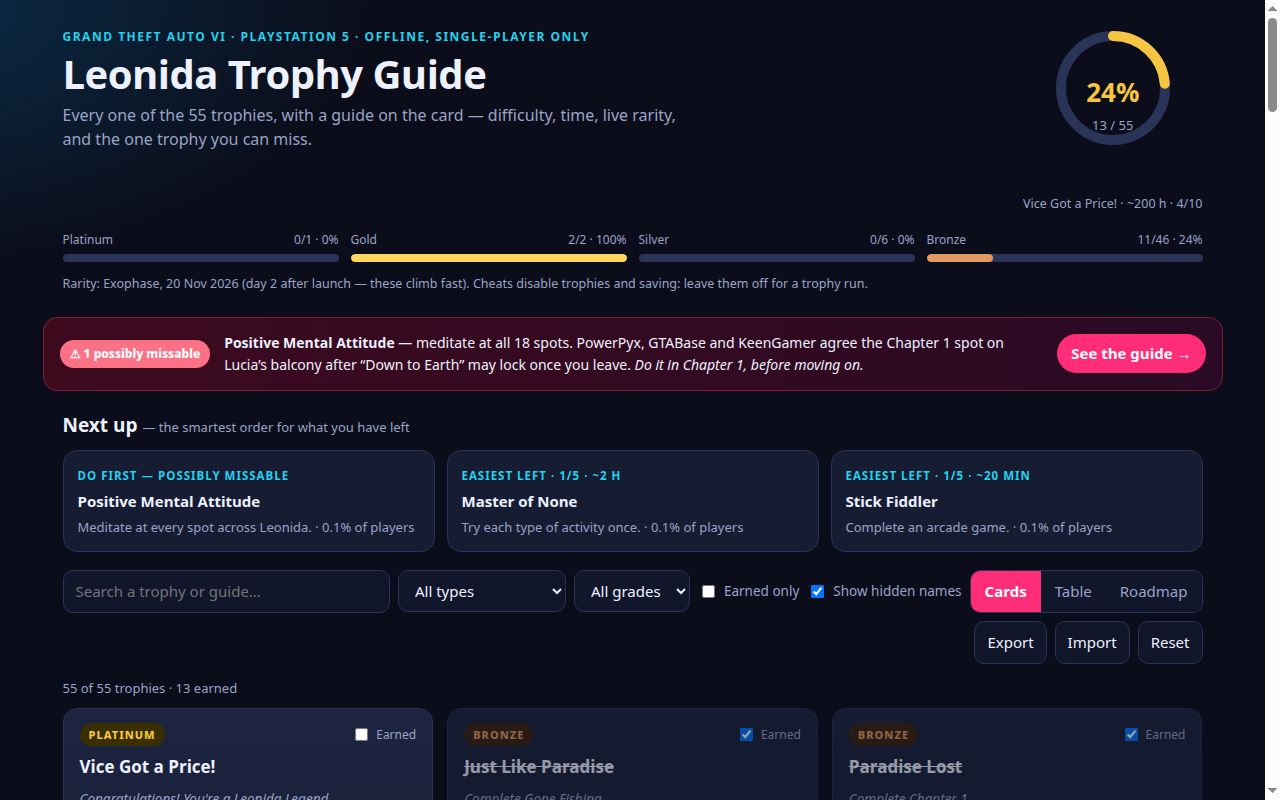 GRAND THEFT AUTO VI · PLAYSTATION 5 · OFFLINE, SINGLE-PLAYER ONLY
Leonida Trophy Guide
Every one of the 55 trophies, with a guide on the card — difficulty, time, live rarity,
and the one trophy you can miss.
24%
13 / 55
Vice Got a Price! · ~200 h · 4/10
Platinum 0/1 · 0%
Gold 2/2 · 100%
Silver 0/6 · 0%
Bronze 11/46 · 24%
Rarity: Exophase, 20 Nov 2026 (day 2 after launch — these climb fast). Cheats disable trophies and saving: leave them off for a trophy run.
⚠ 1 possibly missable
Positive Mental Attitude — meditate at all 18 spots. PowerPyx, GTABase and KeenGamer agree the Chapter 1 spot on
Lucia’s balcony after “Down to Earth” may lock once you leave. Do it in Chapter 1, before moving on.
See the guide →
Next up — the smartest order for what you have left
DO FIRST — POSSIBLY MISSABLE
Positive Mental Attitude
Meditate at every spot across Leonida. · 0.1% of players
EASIEST LEFT · 1/5 · ~2 H
Master of None
Try each type of activity once. · 0.1% of players
EASIEST LEFT · 1/5 · ~20 MIN
Stick Fiddler
Complete an arcade game. · 0.1% of players
Search a trophy or guide…
All types
All grades
Earned only
Show hidden names
Cards
Table
Roadmap
Export
Import
Reset
55 of 55 trophies · 13 earned
PLATINUM
Earned
Vice Got a Price!
Congratulations! You're a Leonida Legend.
BRONZE
Earned
Just Like Paradise
Complete Gone Fishing.
BRONZE
Earned
Paradise Lost
Complete Chapter 1.